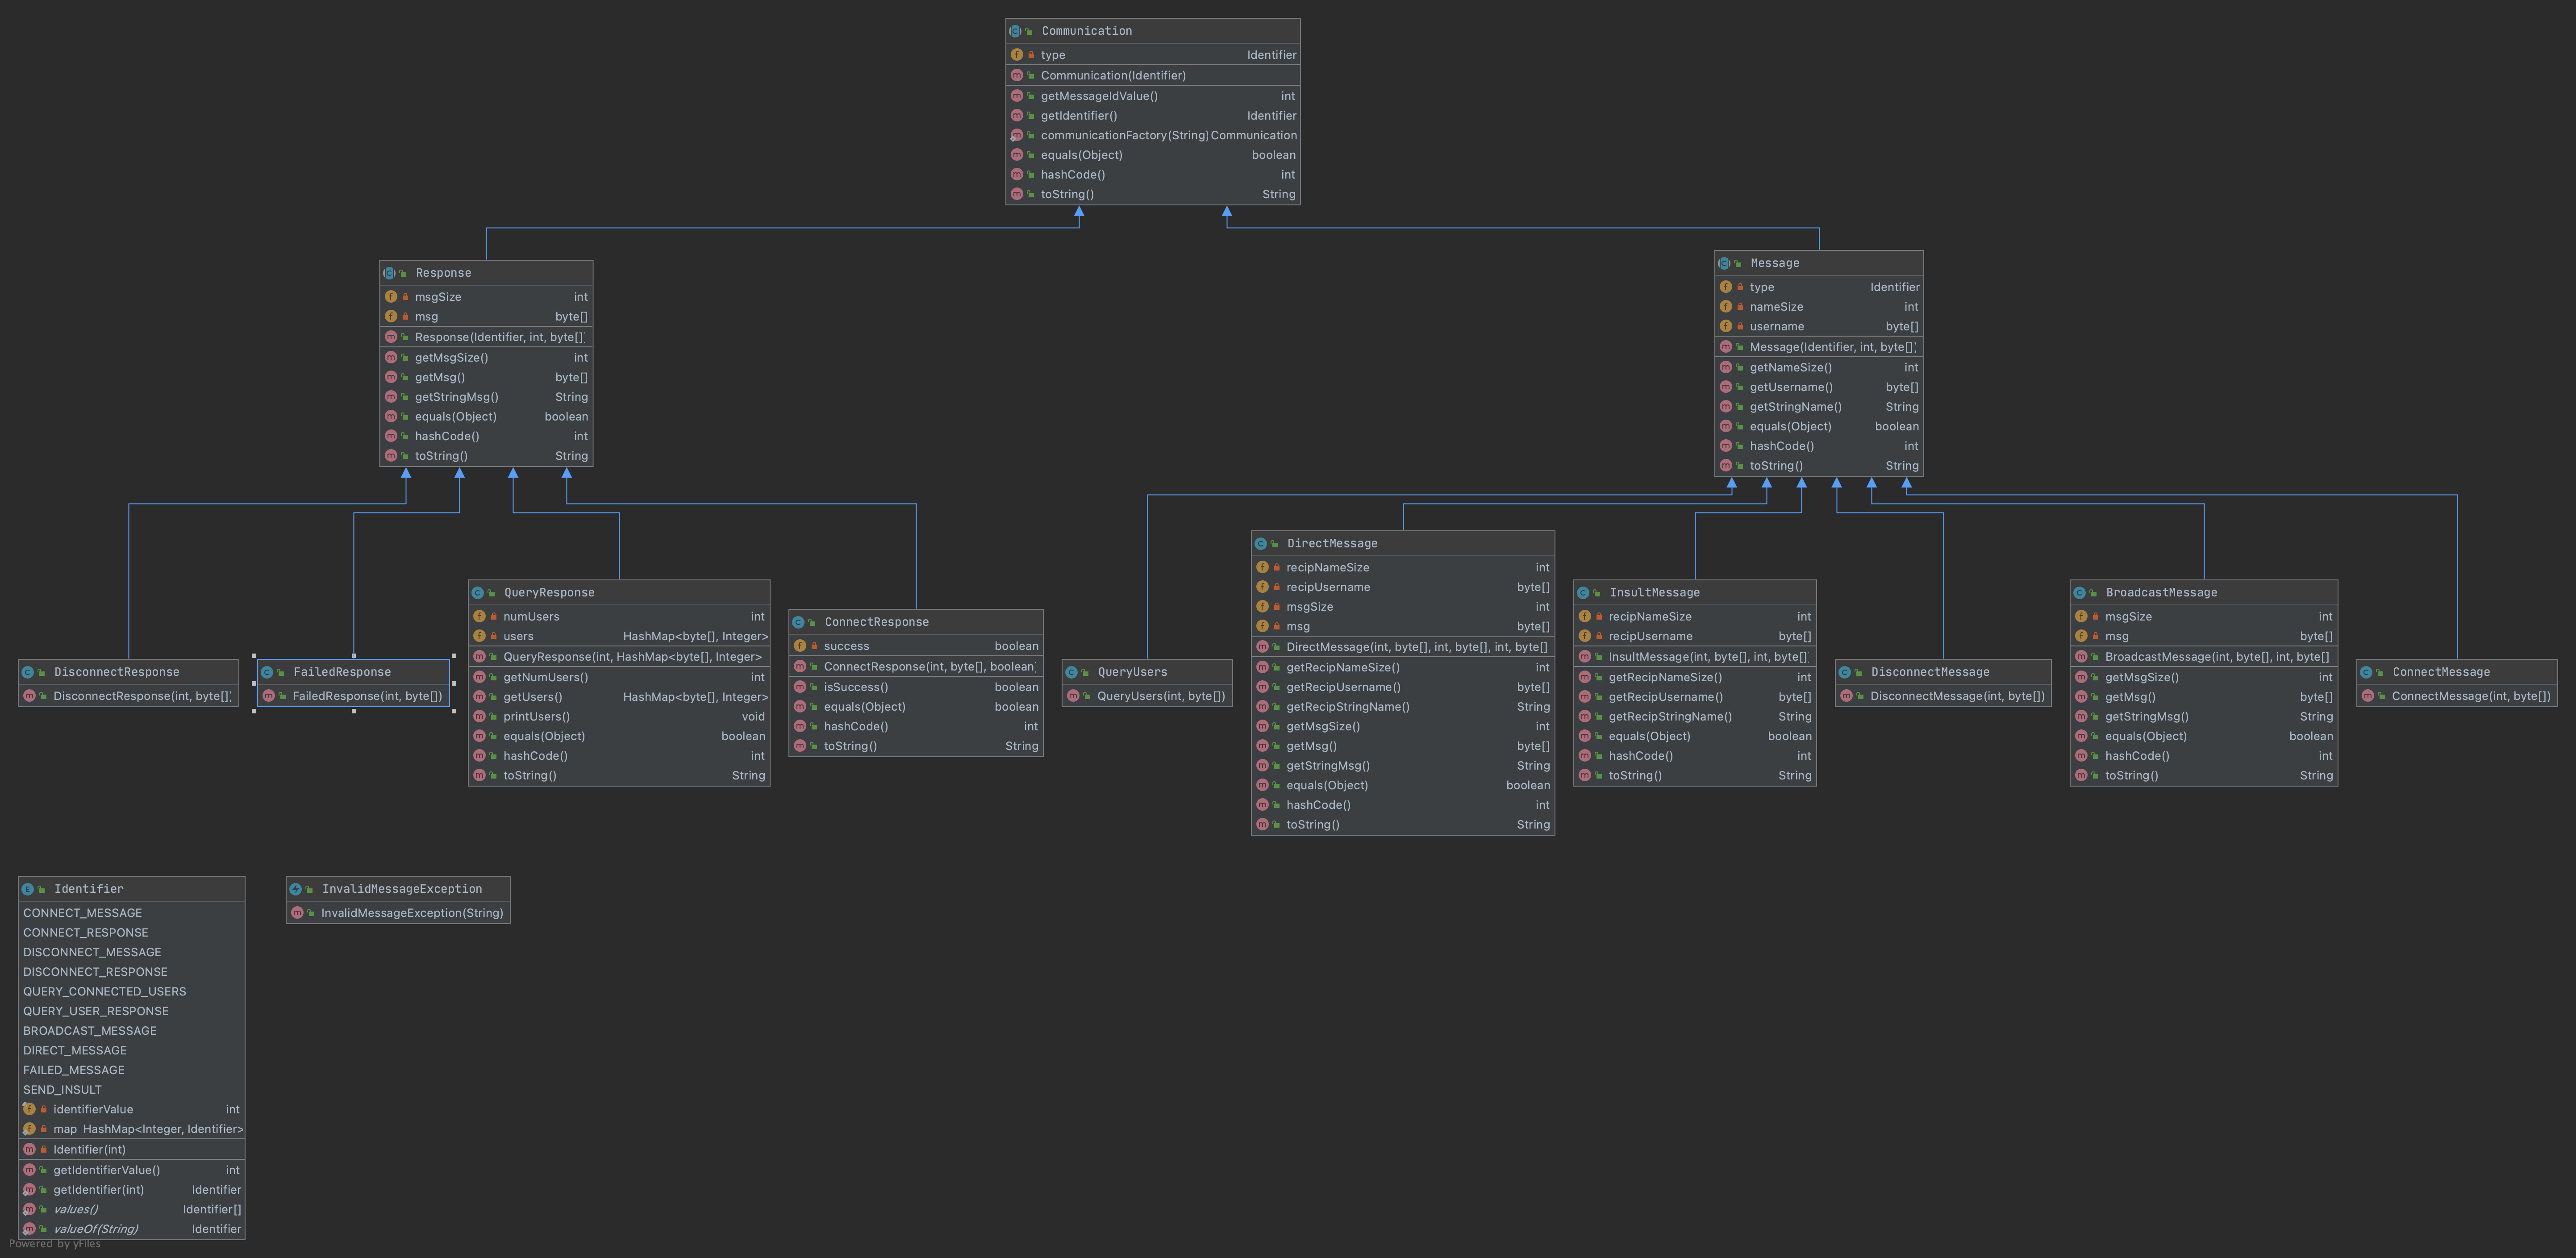 Communication
type Identifier
Communication(Identifier)
getMessageIdValue() int
getIdentifier() Identifier
communicationFactory(String) Communication
equals(Object) boolean
hashCode() int
toString() String
Response
msgSize int
msg byte[]
Response(Identifier, int, byte[])
getMsgSize() int
getMsg() byte[]
getStringMsg() String
equals(Object) boolean
hashCode() int
toString() String
Message
type Identifier
nameSize int
username byte[]
Message(Identifier, int, byte[])
getNameSize() int
getUsername() byte[]
getStringName() String
equals(Object) boolean
hashCode() int
toString() String
DisconnectResponse
DisconnectResponse(int, byte[])
FailedResponse
FailedResponse(int, byte[])
QueryResponse
numUsers int
users HashMap<byte[], Integer>
QueryResponse(int, HashMap<byte[], Integer>
getNumUsers() int
getUsers() HashMap<byte[], Integer>
printUsers() void
equals(Object) boolean
hashCode() int
toString() String
ConnectResponse
success boolean
ConnectResponse(int, byte[], boolean
isSuccess() boolean
equals(Object) boolean
hashCode() int
toString() String
QueryUsers
QueryUsers(int, byte[])
DirectMessage
recipNameSize int
recipUsername byte[]
msgSize int
msg byte[]
DirectMessage(int, byte[], int, byte[], int, byte[]
getRecipNameSize() int
getRecipUsername() byte[]
getRecipStringName() String
getMsgSize() int
getMsg() byte[]
getStringMsg() String
equals(Object) boolean
hashCode() int
toString() String
InsultMessage
recipNameSize int
recipUsername byte[]
InsultMessage(int, byte[], int, byte[]
getRecipNameSize() int
getRecipUsername() byte[]
getRecipStringName() String
equals(Object) boolean
hashCode() int
toString() String
DisconnectMessage
DisconnectMessage(int, byte[])
BroadcastMessage
msgSize int
msg byte[]
BroadcastMessage(int, byte[], int, byte[]
getMsgSize() int
getMsg() byte[]
getStringMsg() String
equals(Object) boolean
hashCode() int
toString() String
ConnectMessage
ConnectMessage(int, byte[])
Identifier
CONNECT_MESSAGE
CONNECT_RESPONSE
DISCONNECT_MESSAGE
DISCONNECT_RESPONSE
QUERY_CONNECTED_USERS
QUERY_USER_RESPONSE
BROADCAST_MESSAGE
DIRECT_MESSAGE
FAILED_MESSAGE
SEND_INSULT
identifierValue int
map HashMap<Integer, Identifier>
Identifier(int)
getIdentifierValue() int
getIdentifier(int) Identifier
values() Identifier[]
valueOf(String) Identifier
InvalidMessageException
InvalidMessageException(String)
Powered by yFiles